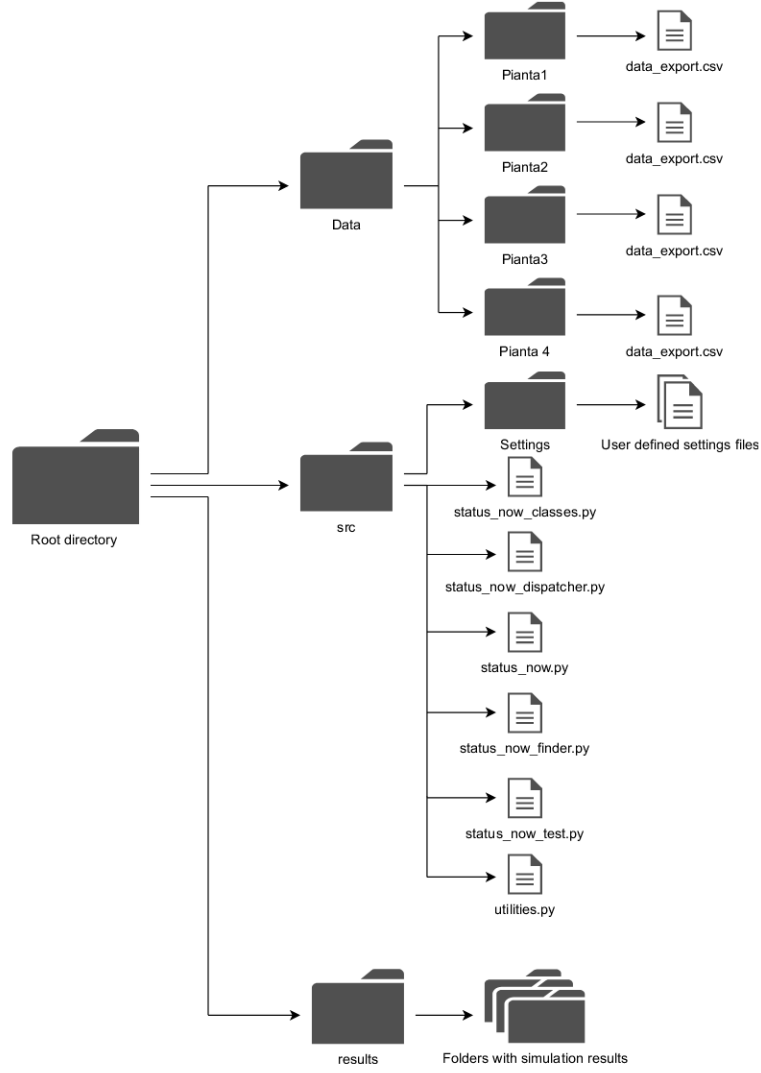 Pianta1
data_export.csv
Pianta2
data_export.csv
Data
Pianta3
data_export.csv
Pianta 4
data_export.csv
Settings
User defined settings files
status_now_classes.py
src
Root directory
status_now_dispatcher.py
status_now.py
status_now_finder.py
status_now_test.py
utilities.py
results
Folders with simulation results